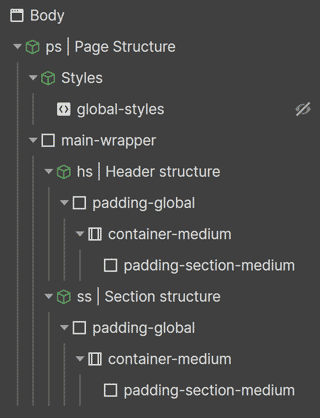 Body
ps | Page Structure
Styles
global-styles
main-wrapper
hs | Header structure
padding-global
container-medium
padding-section-medium
ss | Section structure
padding-global
container-medium
padding-section-medium